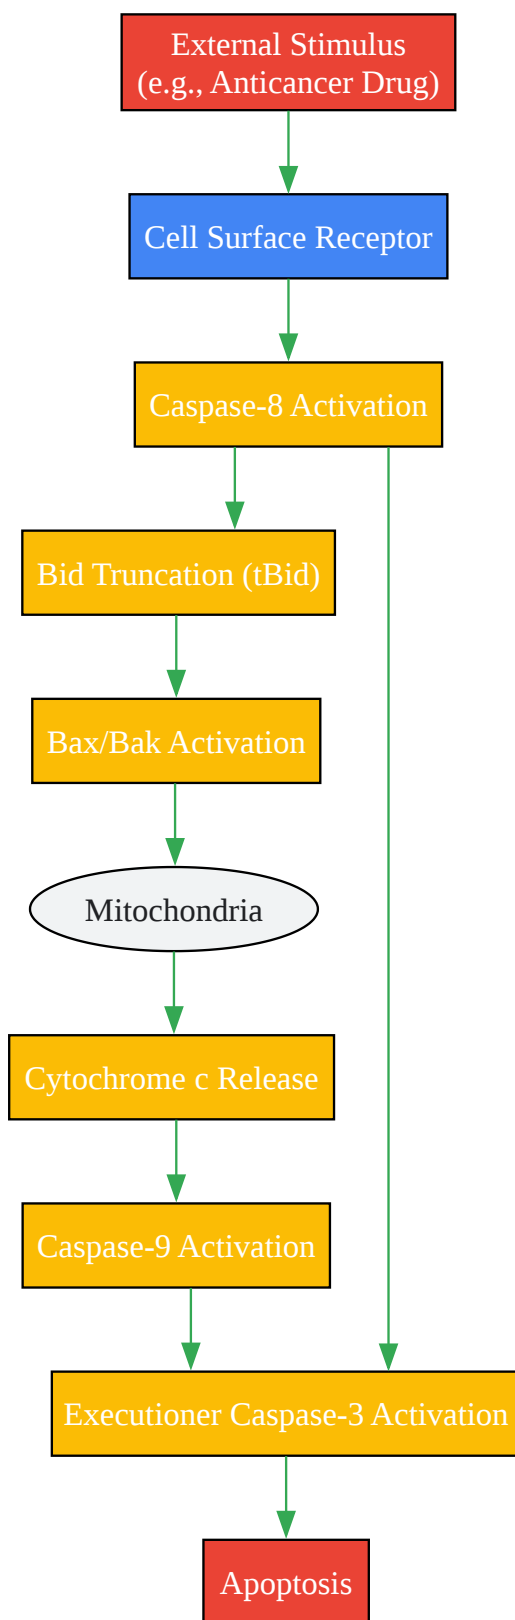 External Stimulus
(e.g., Anticancer Drug)
Cell Surface Receptor
Caspase-8 Activation
Bid Truncation (tBid)
Bax/Bak Activation
Mitochondria
Cytochrome c Release
Caspase-9 Activation
Executioner Caspase-3 Activation
Apoptosis